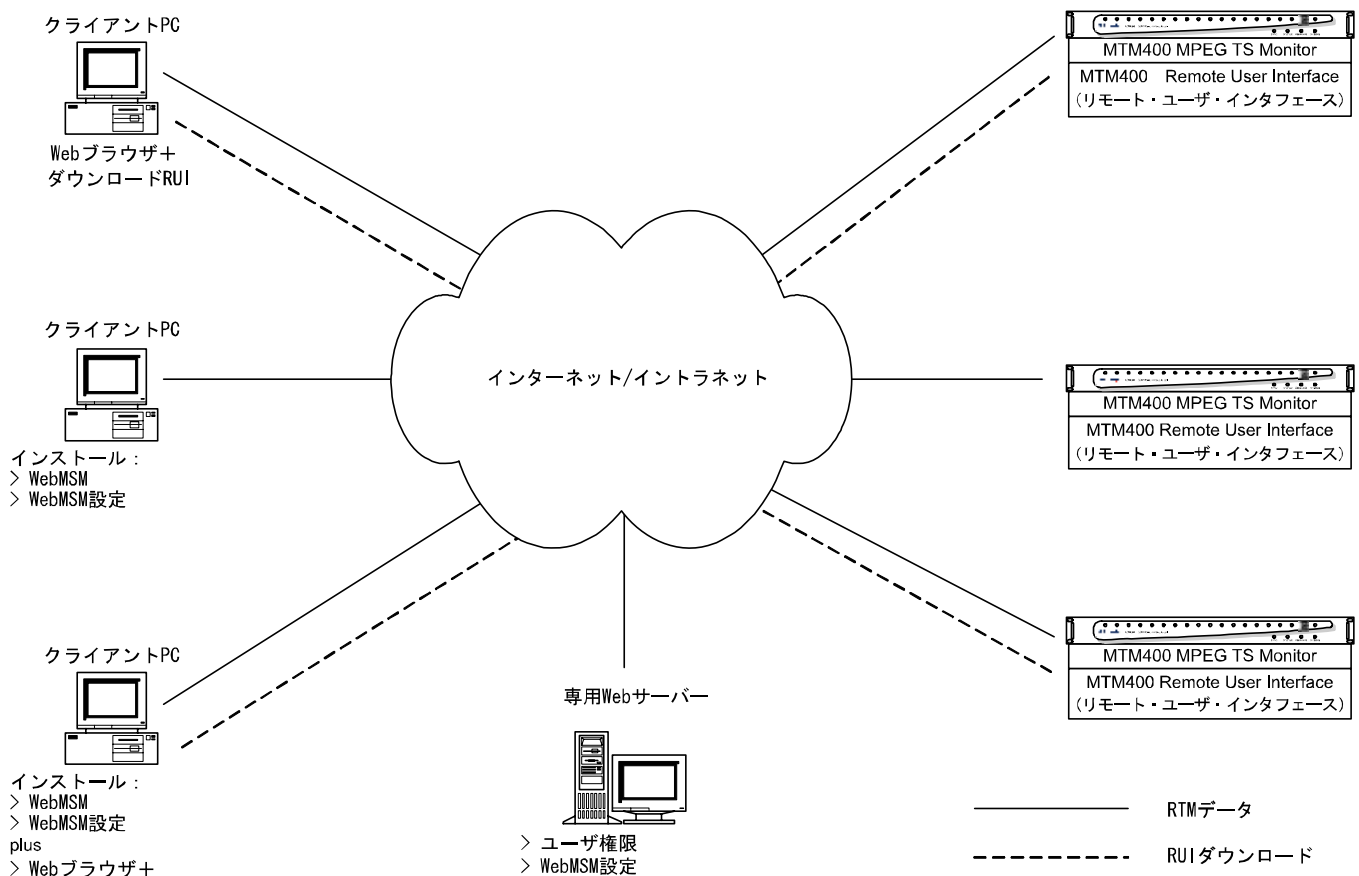 クライアントPC
Webブラウザ+
ダウンロードRUI
MTM400 MPEG TS Monitor
MTM400 Remote User Interface
(リモート・ユーザ・インタフェース)
クライアントPC
インストール:
> WebMSM
> WebMSM設定
インターネット/イントラネット
MTM400 MPEG TS Monitor
MTM400 Remote User Interface
(リモート・ユーザ・インタフェース)
クライアントPC
インストール:
> WebMSM
> WebMSM設定
plus
> Webブラウザ+
専用Webサーバー
> ユーザ権限
> WebMSM設定
MTM400 MPEG TS Monitor
MTM400 Remote User Interface
(リモート・ユーザ・インタフェース)
RTMデータ
RUIダウンロード